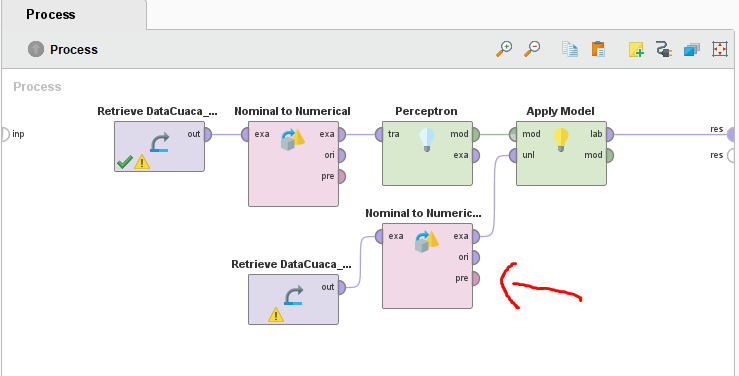 Process
Process
Process
inp
Retrieve DataCuaca_...
out
Nominal to Numerical
exa
exa
ori
pre
Perceptron
tra
mod
exa
Apply Model
mod
lab
unl
mod
res
res
Nominal to Numeric...
exa
exa
ori
pre
Retrieve DataCuaca_...
out